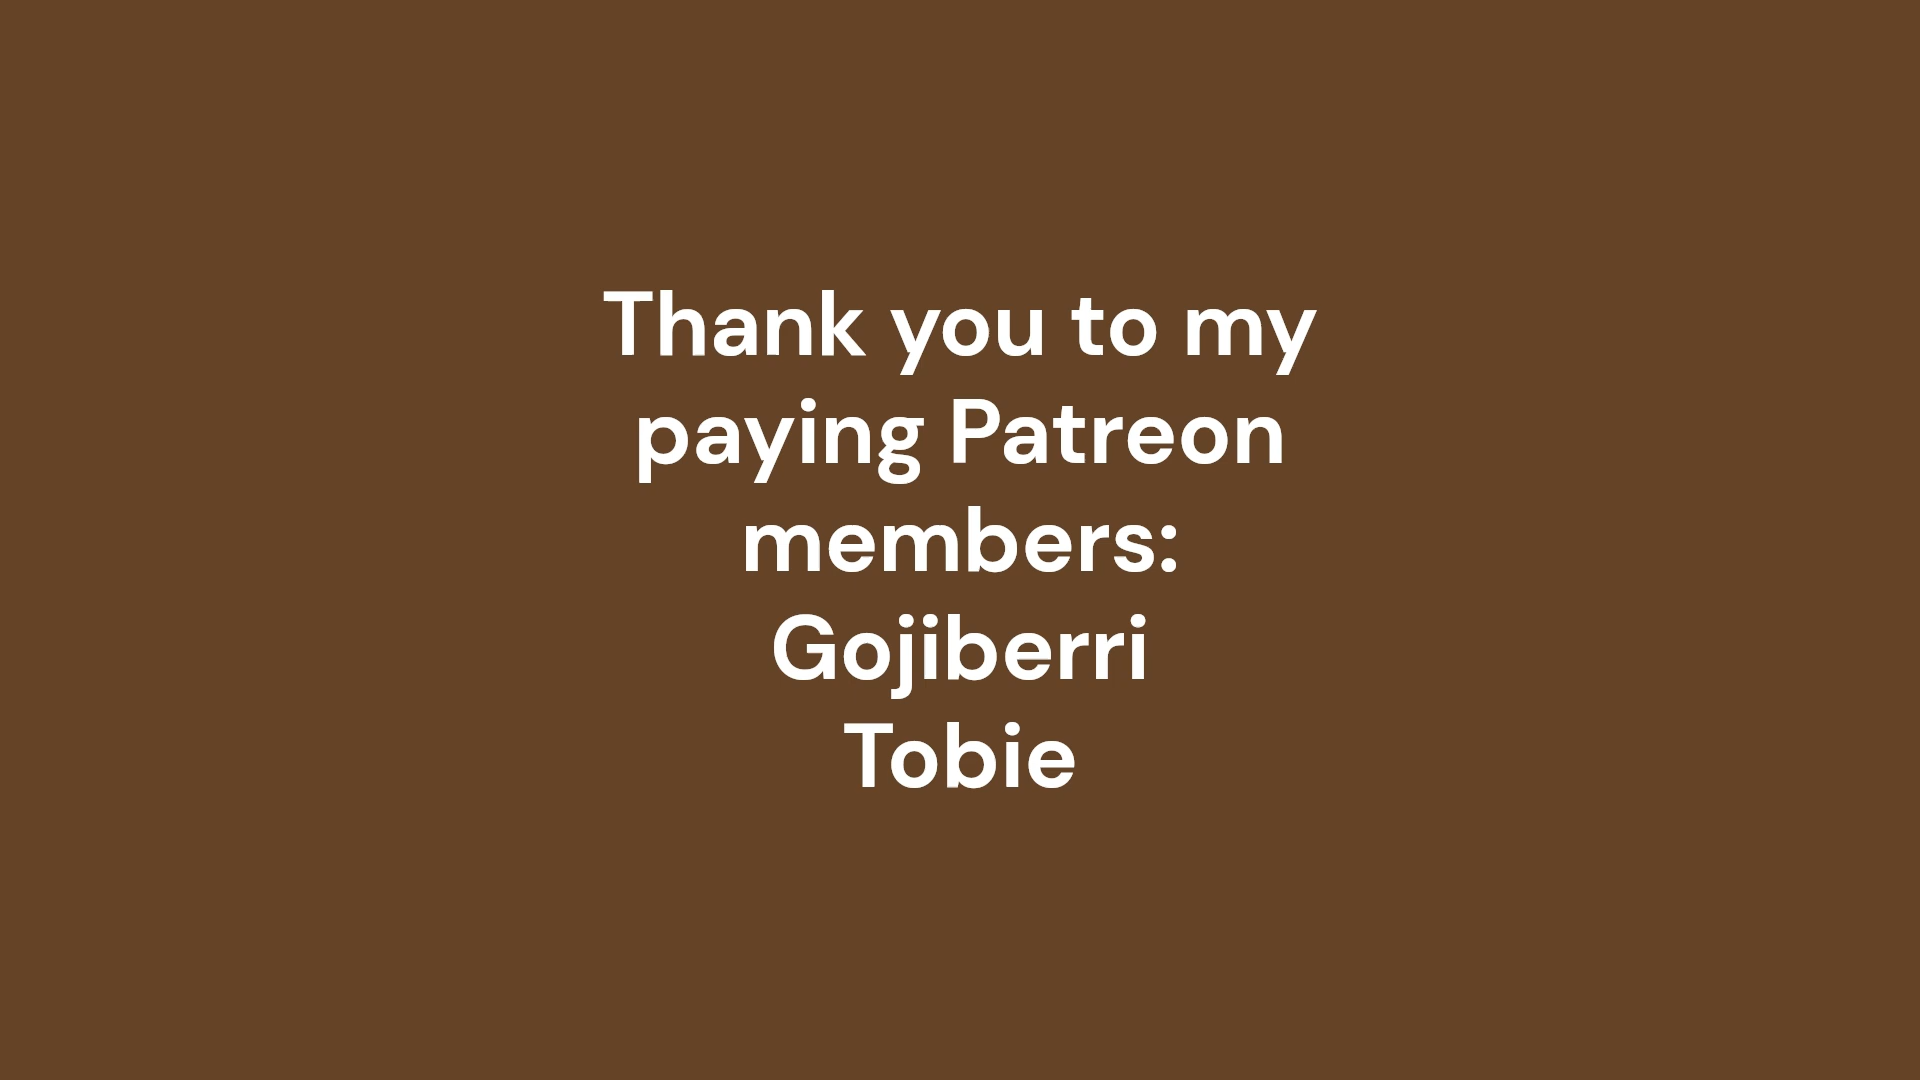 Thank you to my
paying Patreon
members:
Gojiberri
Tobie